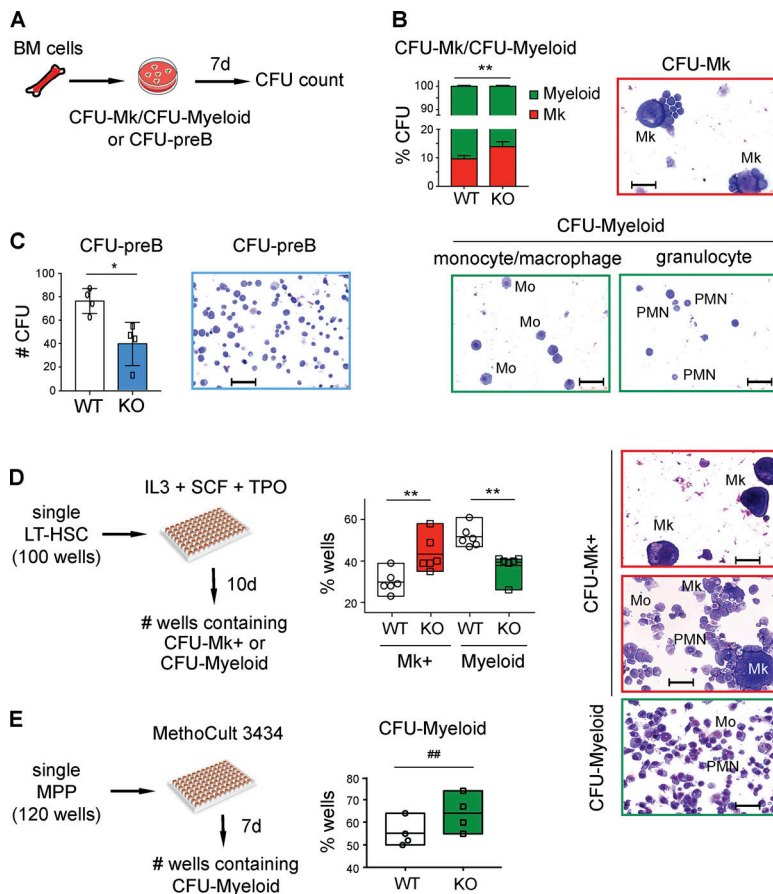 A
BM cells
7d
CFU count
CFU-Mk/CFU-Myeloid
or CFU-preB
B
CFU-Mk/CFU-Myeloid
**
100
90
20
10
0
% CFU
WT KO
Myeloid
Mk
CFU-Mk
Mk
Mk
CFU-Myeloid
monocyte/macrophage
granulocyte
Mo
Mo
Mo
PMN
PMN
PMN
C
CFU-preB
*
100
80
60
40
20
0
# CFU
WT KO
CFU-preB
D
IL3 + SCF + TPO
single
LT-HSC
(100 wells)
10d
# wells containing
CFU-Mk+ or
CFU-Myeloid
** **
60
40
20
% wells
WT KO WT KO
Mk+ Myeloid
CFU-Mk+
Mk
Mk
Mo
Mk
PMN
Mk
CFU-Myeloid
Mo
PMN
E
MethoCult 3434
single
MPP
(120 wells)
7d
# wells containing
CFU-Myeloid
CFU-Myeloid
##
80
70
60
50
40
% wells
WT KO